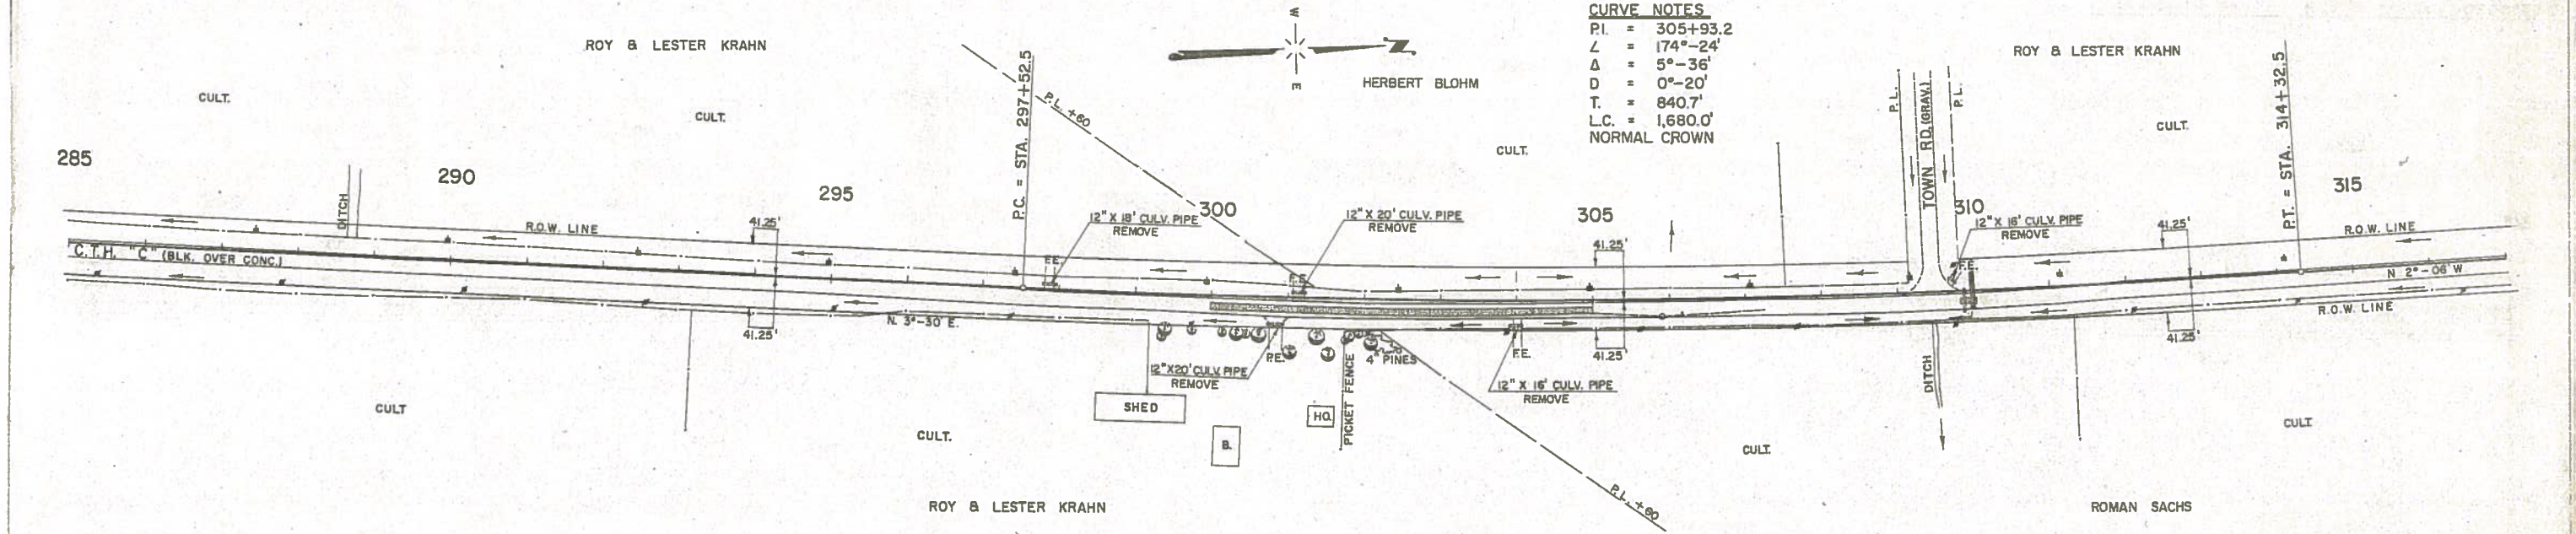 CURVE NOTES
P.I. = 305+93.2
∠ = 174°-24'
Δ = 5°-36'
D = 0°-20'
T. = 840.7'
L.C. = 1,680.0'
NORMAL CROWN
W
N
E
ROY & LESTER KRAHN
HERBERT BLOHM
ROY & LESTER KRAHN
CULT.
CULT.
CULT.
CULT.
285
290
295
300
305
310
315
DITCH
P.C. = STA. 297+52.5
P.L. +60
P.L.
TOWN RD. (GRAV.)
P.L.
P.T. = STA. 314+32.5
R.O.W. LINE
41.25'
12" X 18' CULV. PIPE
REMOVE
12" X 20' CULV. PIPE
REMOVE
41.25'
12" X 16' CULV. PIPE
REMOVE
41.25'
R.O.W. LINE
C.T.H. "C" (BLK. OVER CONC.)
F.E.
F.E.
F.E.
N 2°-06' W
N. 3°-30' E.
R.O.W. LINE
41.25'
12"X20' CULV. PIPE
REMOVE
P.E.
PICKET FENCE
4" PINES
F.E.
41.25'
12" X 16' CULV. PIPE
REMOVE
DITCH
41.25'
CULT
CULT.
SHED
B.
HO.
CULT.
CULT
P.L. +60
ROY & LESTER KRAHN
ROMAN SACHS